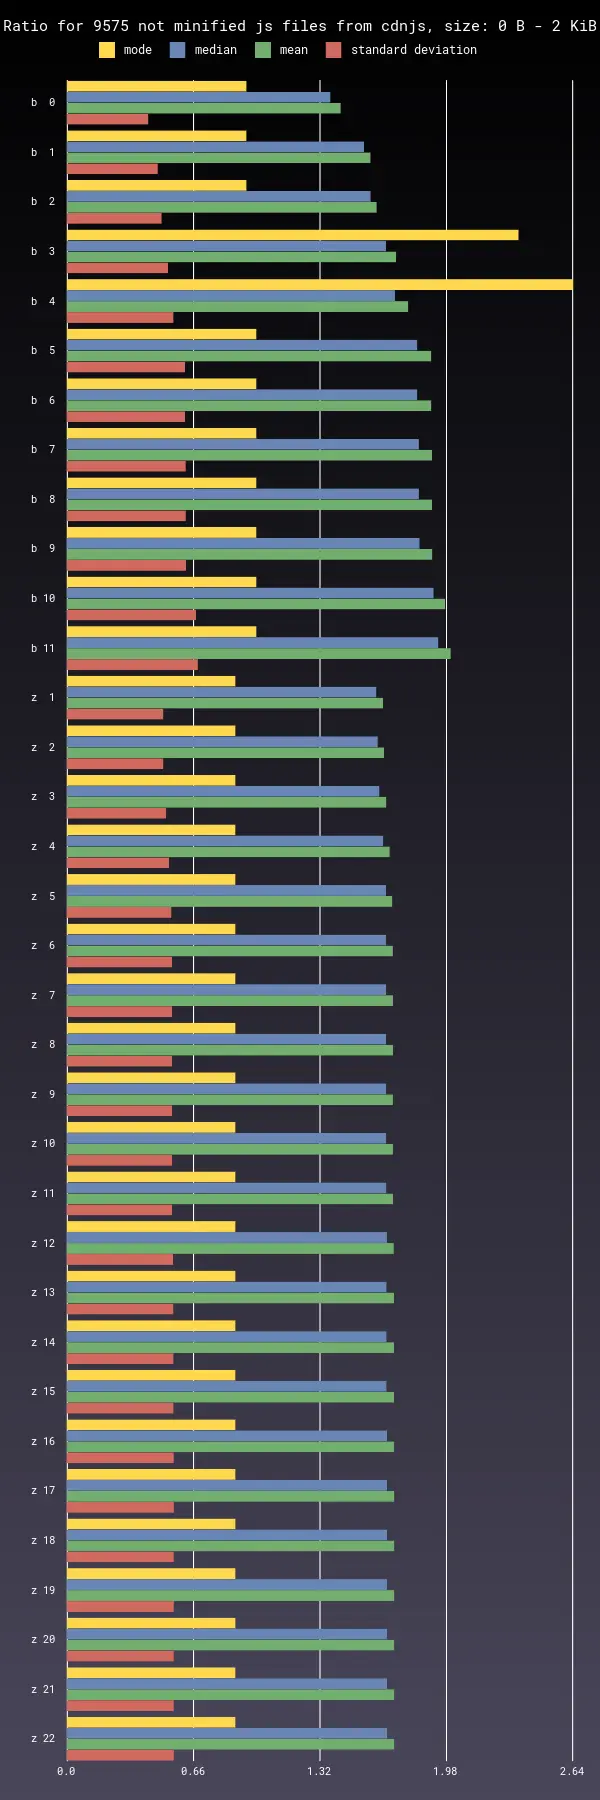 Ratio for 9575 not minified js files from cdnjs, size: 0 B - 2 KiB
mode median mean standard deviation
b 0
b 1
b 2
b 3
b 4
b 5
b 6
b 7
b 8
b 9
b 10
b 11
z 1
z 2
z 3
z 4
z 5
z 6
z 7
z 8
z 9
z 10
z 11
z 12
z 13
z 14
z 15
z 16
z 17
z 18
z 19
z 20
z 21
z 22
0.0 0.66 1.32 1.98 2.64